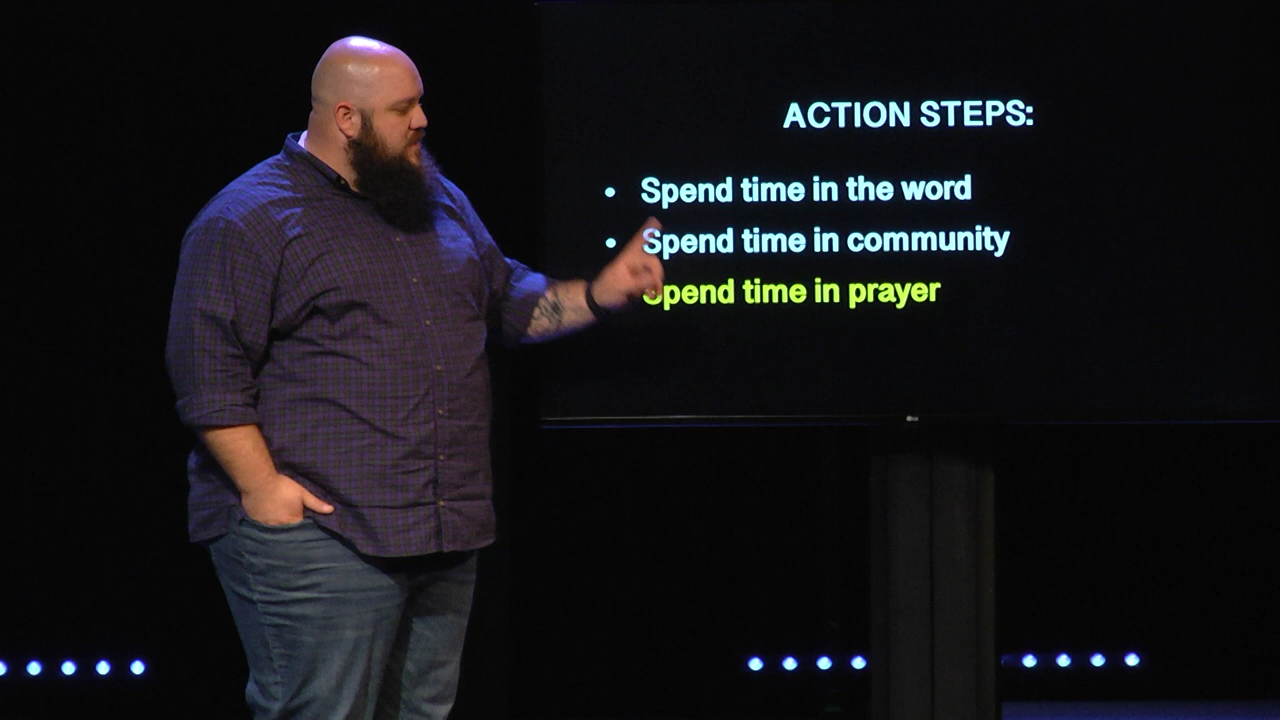 ACTION STEPS:
• Spend time in the word
• Spend time in community
Spend time in prayer